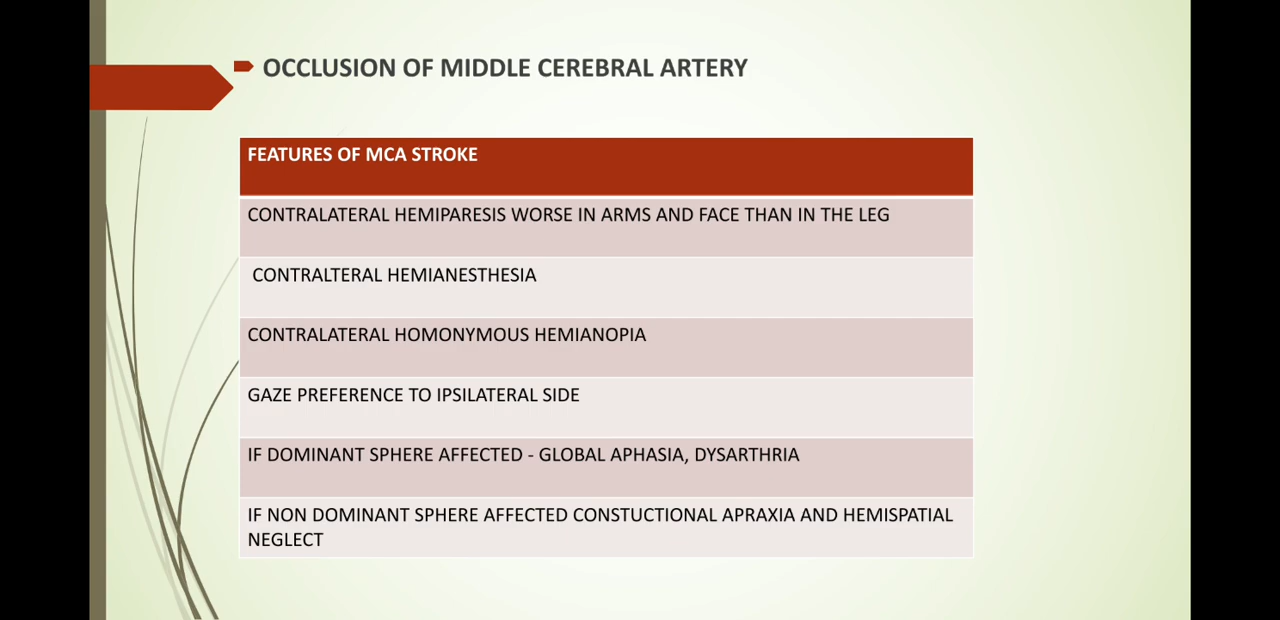 OCCLUSION OF MIDDLE CEREBRAL ARTERY
FEATURES OF MCA STROKE
CONTRALATERAL HEMIPARESIS WORSE IN ARMS AND FACE THAN IN THE LEG
CONTRALTERAL HEMIANESTHESIA
CONTRALATERAL HOMONYMOUS HEMIANOPIA
GAZE PREFERENCE TO IPSILATERAL SIDE
IF DOMINANT SPHERE AFFECTED - GLOBAL APHASIA, DYSARTHRIA
IF NON DOMINANT SPHERE AFFECTED CONSTUCTIONAL APRAXIA AND HEMISPATIAL
NEGLECT